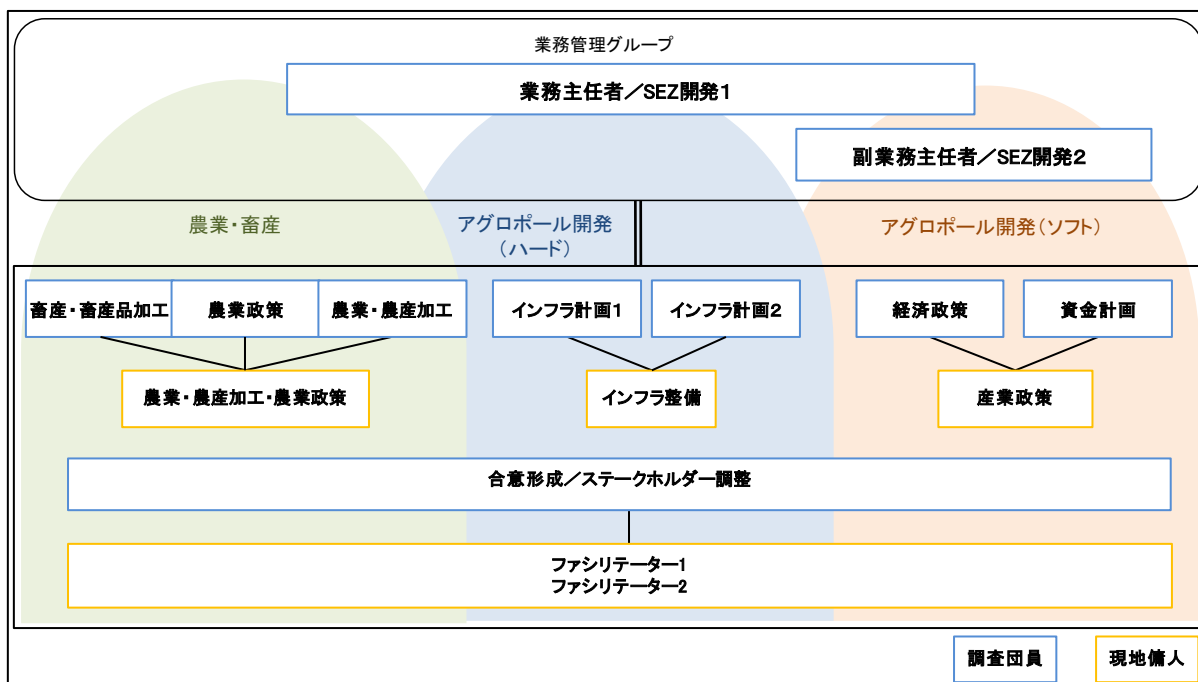 業務管理グループ
業務主任者／SEZ開発1
副業務主任者／SEZ開発2
農業・畜産
アグロポール開発
（ハード）
アグロポール開発（ソフト）
畜産・畜産品加工
農業政策
農業・農産加工
インフラ計画1
インフラ計画2
経済政策
資金計画
農業・農産加工・農業政策
インフラ整備
産業政策
合意形成／ステークホルダー調整
ファシリテーター1
ファシリテーター2
調査団員
現地傭人